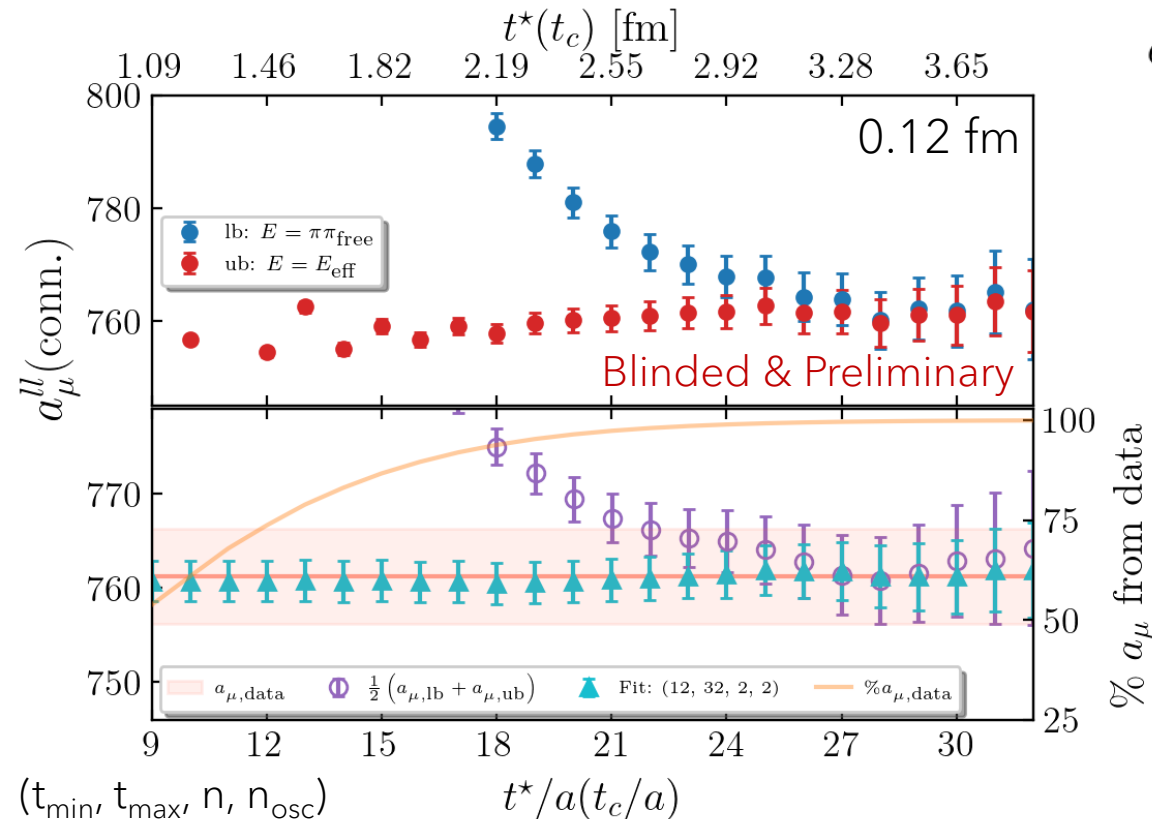 t*(t_c) [fm]
1.09 1.46 1.82 2.19 2.55 2.92 3.28 3.65
800
0.12 fm
780
lb: E = ππ_free
ub: E = E_eff
760
a_μ^ll(conn.)
Blinded & Preliminary
100
770
75
760
50
% a_μ from data
750
a_μ,data
½ (a_μ,lb + a_μ,ub)
Fit: (12, 32, 2, 2)
%a_μ,data
25
9 12 15 18 21 24 27 30
(t_min, t_max, n, n_osc)
t*/a(t_c/a)